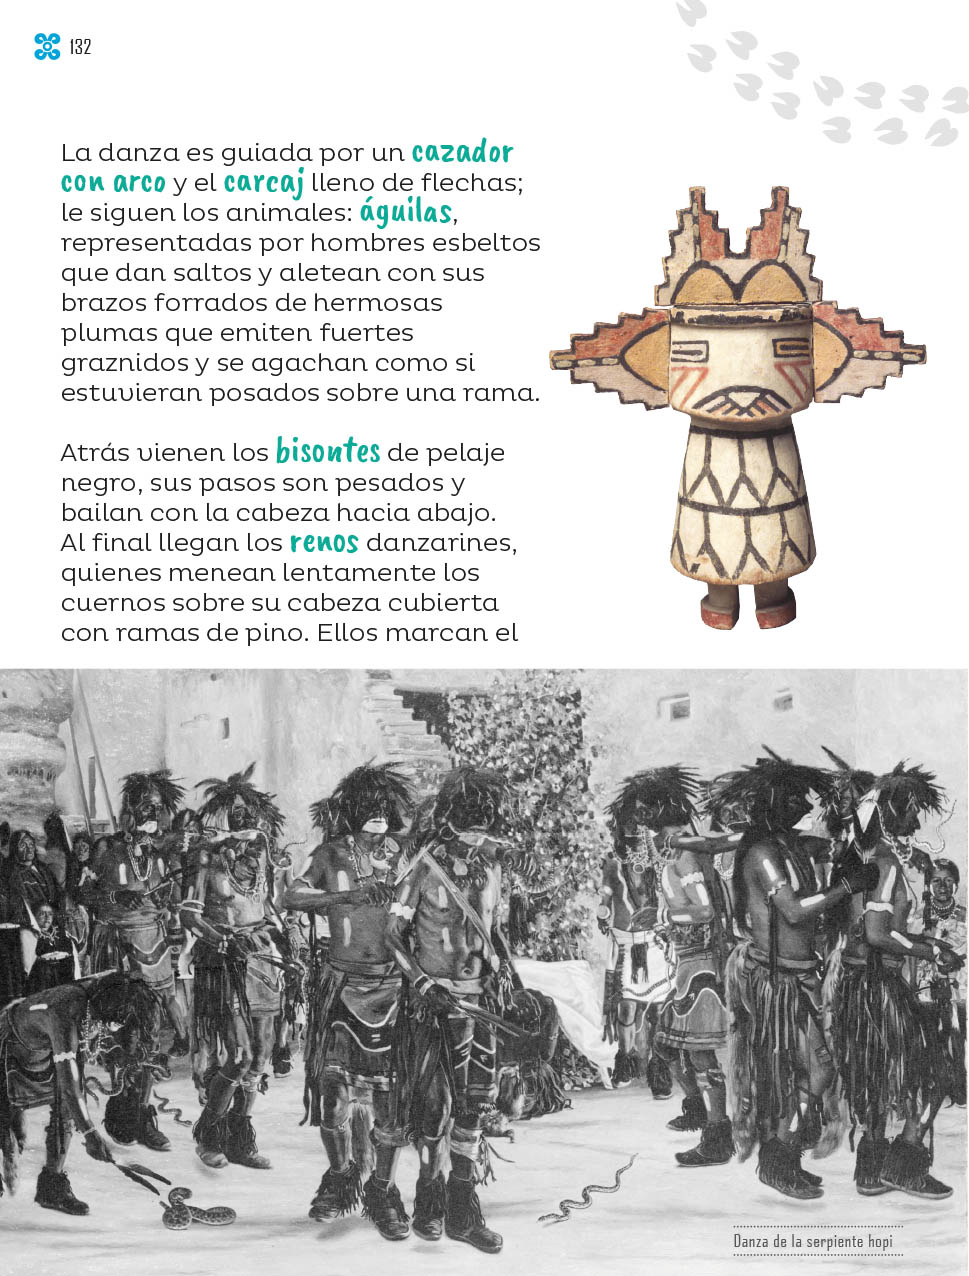 132
La danza es guiada por un cazador
con arco y el carcaj lleno de flechas;
le siguen los animales: águilas,
representadas por hombres esbeltos
que dan saltos y aletean con sus
brazos forrados de hermosas
plumas que emiten fuertes
graznidos y se agachan como si
estuvieran posados sobre una rama.
Atrás vienen los bisontes de pelaje
negro, sus pasos son pesados y
bailan con la cabeza hacia abajo.
Al final llegan los renos danzarines,
quienes menean lentamente los
cuernos sobre su cabeza cubierta
con ramas de pino. Ellos marcan el
Danza de la serpiente hopi